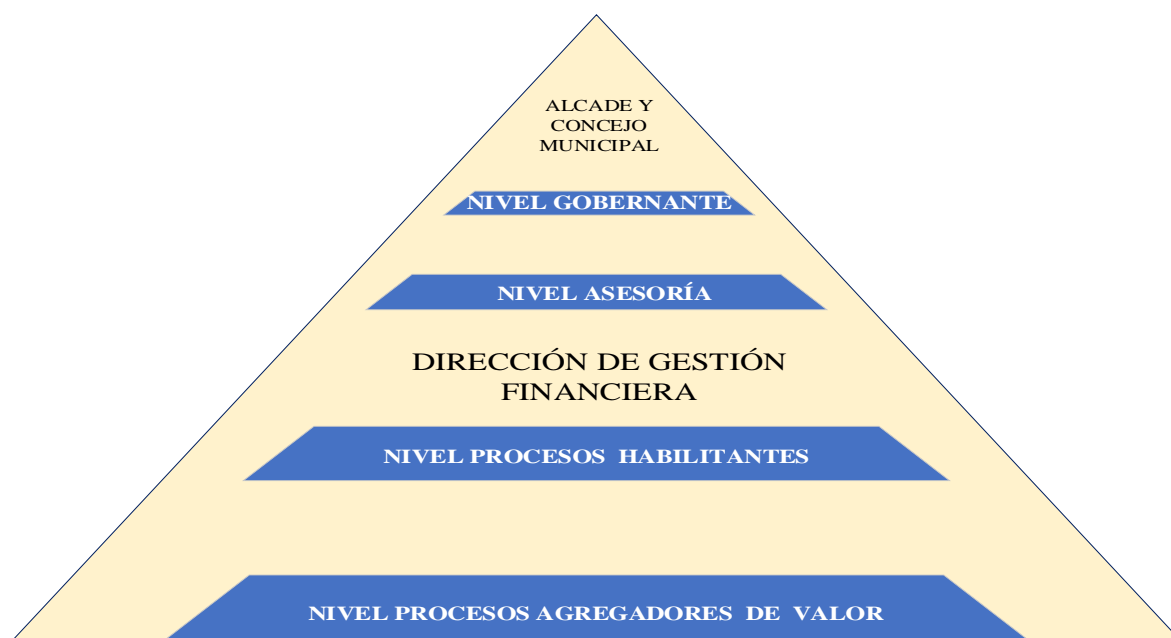 ALCADE Y
CONCEJO
MUNICIPAL
NIVEL GOBERNANTE
NIVEL ASESORÍA
DIRECCIÓN DE GESTIÓN
FINANCIERA
NIVEL PROCESOS HABILITANTES
NIVEL PROCESOS AGREGADORES DE VALOR